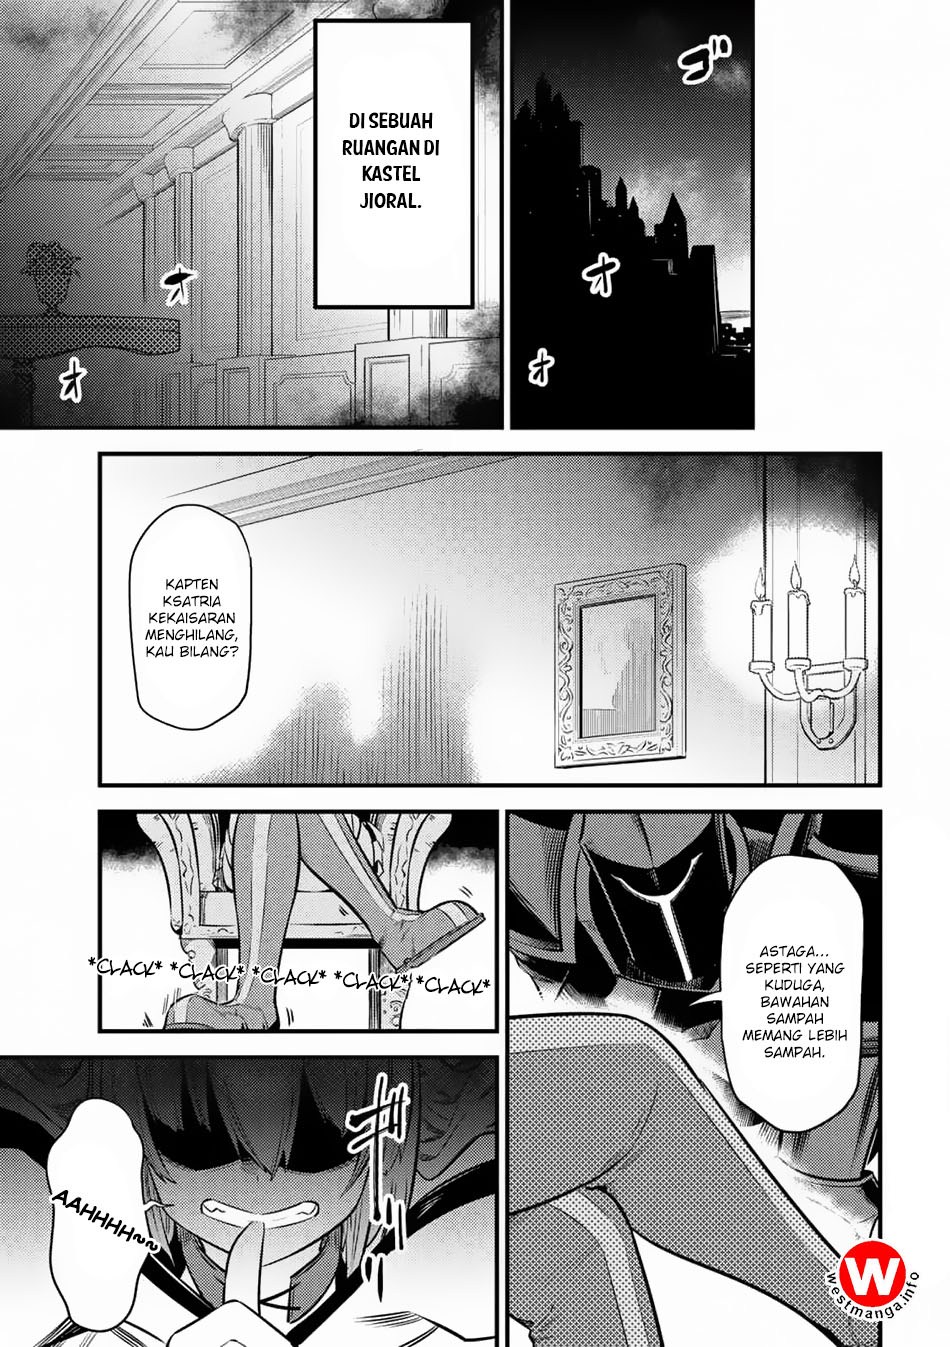 ゴ
オ
オ
DI SEBUAH
RUANGAN DI
KASTEL
JIORAL.
オ
オ
KAPTEN
KSATRIA
KEKAISARAN
MENGHILANG,
KAU BILANG?
ASTAGA...
SEPERTI YANG
KUDUGA,
BAWAHAN
SAMPAH
MEMANG LEBIH
SAMPAH.
*CLACK* *CLACK* *CLACK* *CLACK* *CLACK*
AAHHHH~~
ギギ
W
westmanga.info